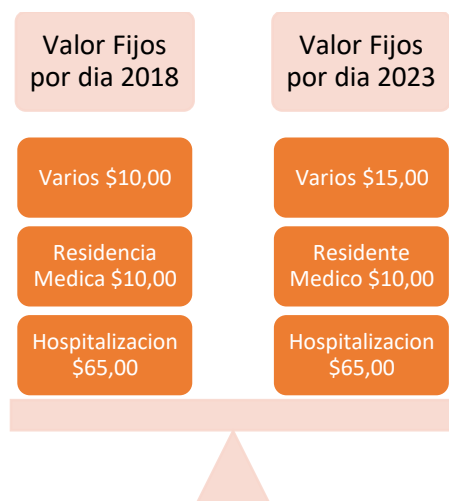 Valor Fijos
por dia 2018
Varios $10,00
Residencia
Medica $10,00
Hospitalizacion
$65,00
Valor Fijos
por dia 2023
Varios $15,00
Residente
Medico $10,00
Hospitalizacion
$65,00